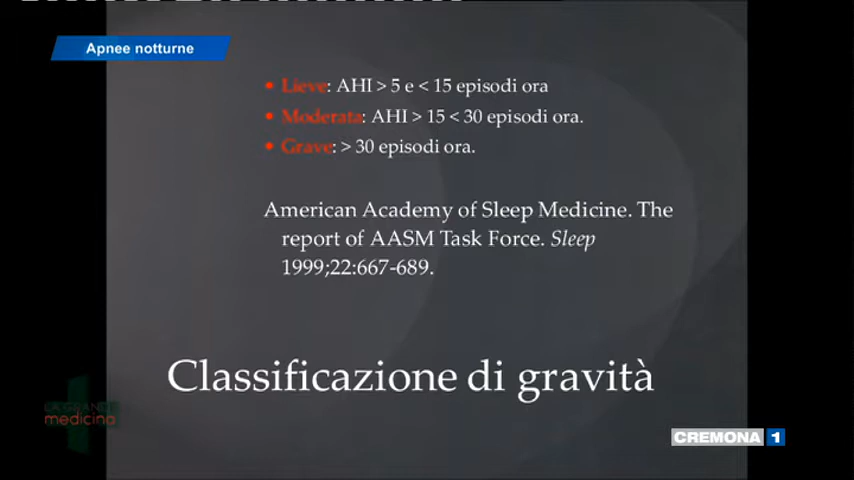 Apnee notturne
• Lieve: AHI > 5 e < 15 episodi ora
• Moderata: AHI > 15 < 30 episodi ora.
• Grave: > 30 episodi ora.
American Academy of Sleep Medicine. The
report of AASM Task Force. Sleep
1999;22:667-689.
Classificazione di gravità
LA GRANDE
medicina
CREMONA 1